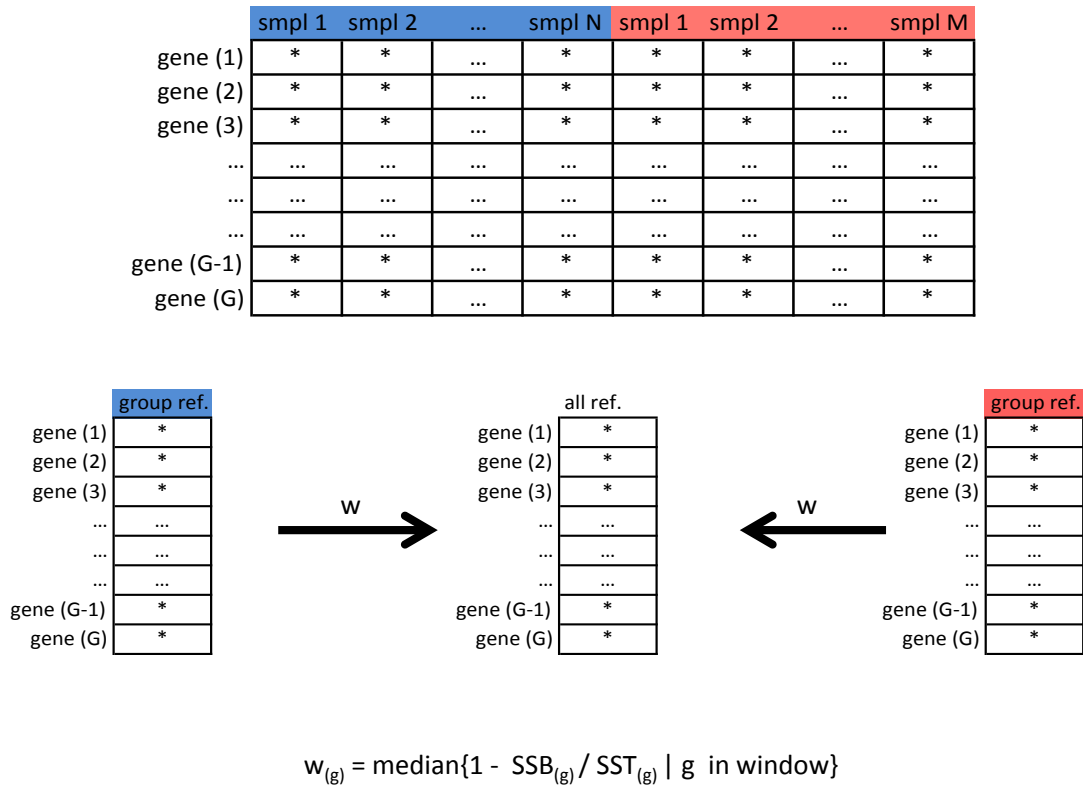 smpl 1 smpl 2 ... smpl N smpl 1 smpl 2 ... smpl M
gene (1) * * ... * * * ... *
gene (2) * * ... * * * ... *
gene (3) * * ... * * * ... *
... ... ... ... ... ... ... ... ...
... ... ... ... ... ... ... ... ...
... ... ... ... ... ... ... ... ...
gene (G-1) * * ... * * * ... *
gene (G) * * ... * * * ... *
group ref.
gene (1) *
gene (2) *
gene (3) *
... ...
... ...
... ...
gene (G-1) *
gene (G) *
w
all ref.
gene (1) *
gene (2) *
gene (3) *
... ...
... ...
... ...
gene (G-1) *
gene (G) *
w
group ref.
gene (1) *
gene (2) *
gene (3) *
... ...
... ...
... ...
gene (G-1) *
gene (G) *
w(g) = median{1 - SSB(g) / SST(g) | g in window}